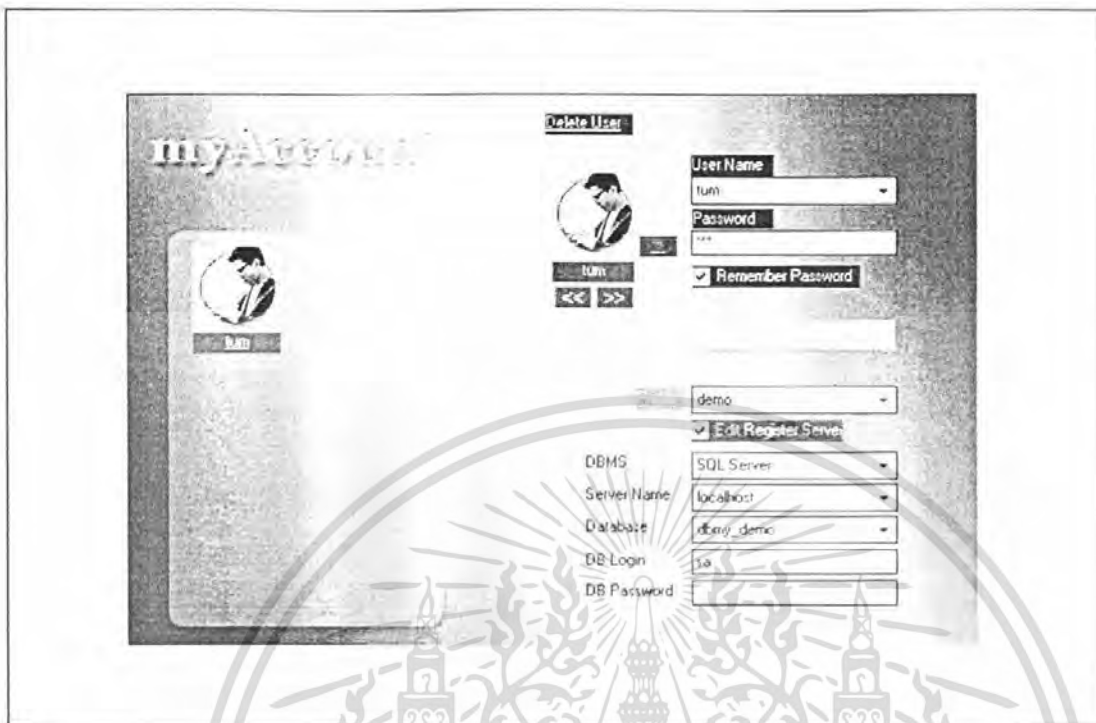 myAccount
Delete User
User Name
tum
Password
***
tum
Remember Password
<< >>
tum
demo
Edit Register Server
DBMS
SQL Server
Server Name
localhost
Database
dbmy_demo
DB Login
sa
DB Password